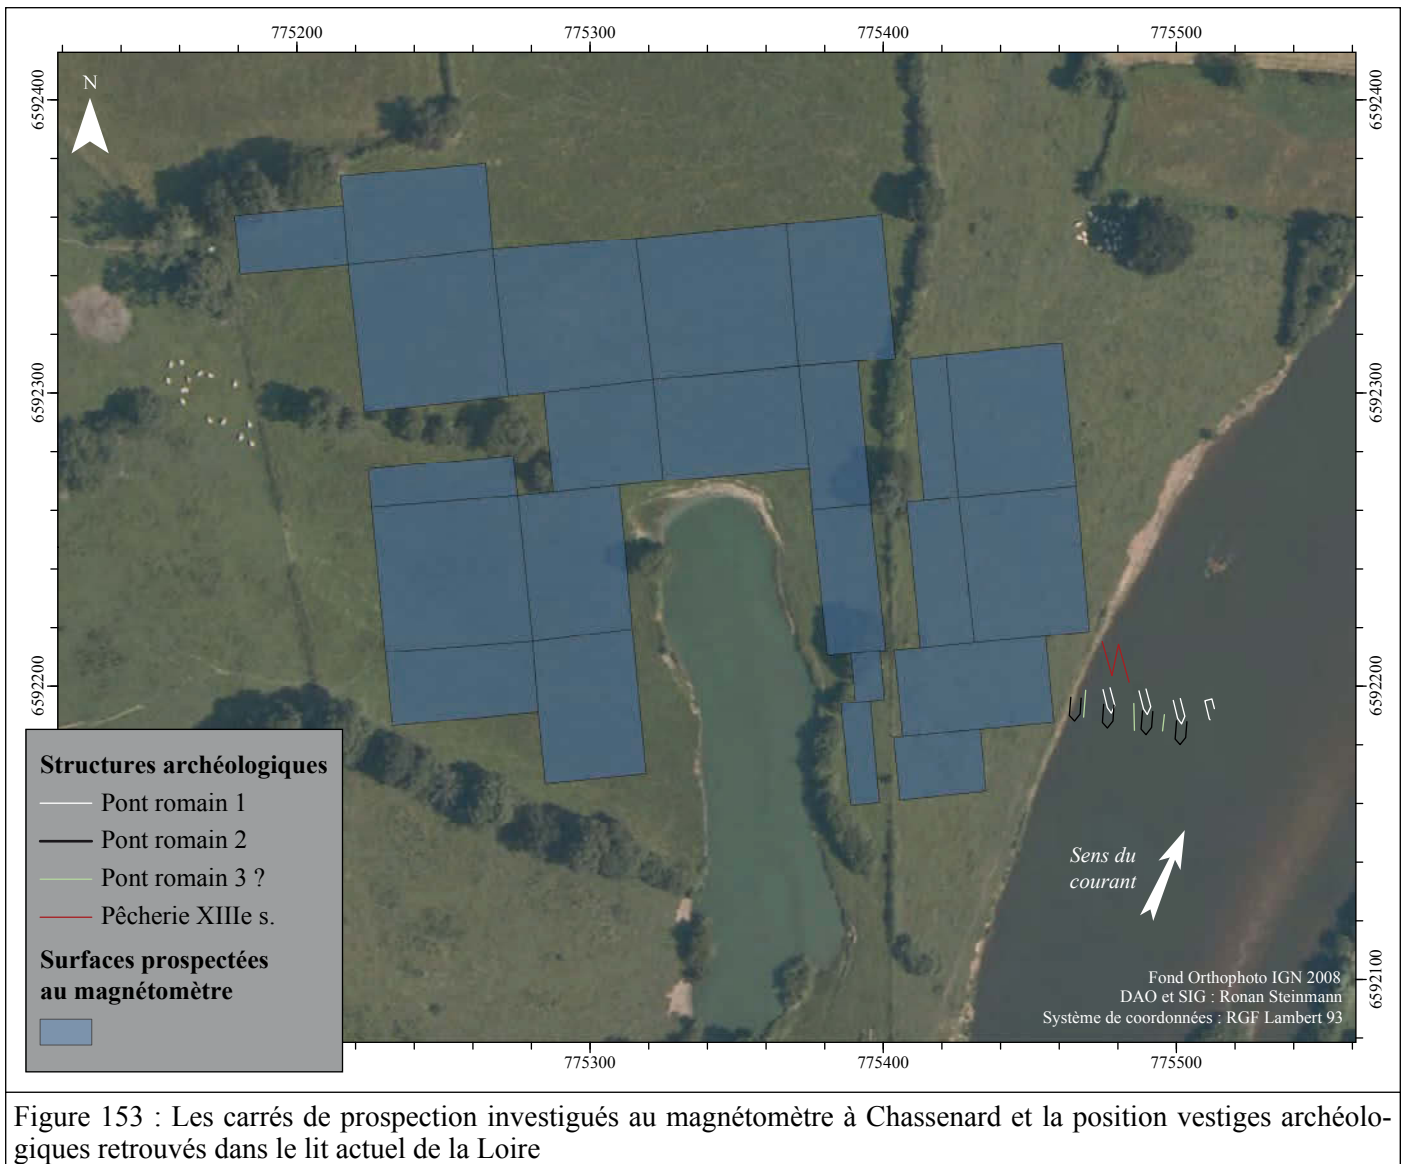 775200 775300 775400 775500
6592400 6592400
N
6592300 6592300
6592200 6592200
Structures archéologiques
Pont romain 1
Pont romain 2
Pont romain 3 ?
Pêcherie XIIIe s.
Surfaces prospectées
au magnétomètre
Sens du
courant
6592100
Fond Orthophoto IGN 2008
DAO et SIG : Ronan Steinmann
Système de coordonnées : RGF Lambert 93
775300 775400 775500
Figure 153 : Les carrés de prospection investigués au magnétomètre à Chassenard et la position vestiges archéolo-
giques retrouvés dans le lit actuel de la Loire